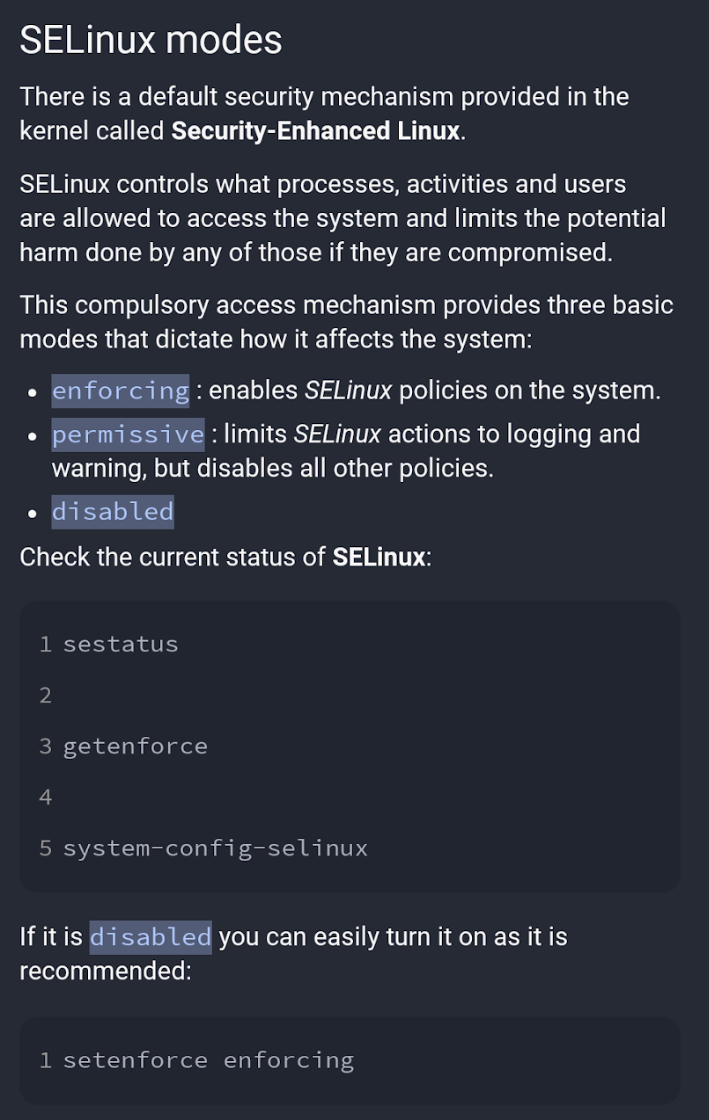 SELinux modes
There is a default security mechanism provided in the
kernel called Security-Enhanced Linux.
SELinux controls what processes, activities and users
are allowed to access the system and limits the potential
harm done by any of those if they are compromised.
This compulsory access mechanism provides three basic
modes that dictate how it affects the system:
• enforcing : enables SELinux policies on the system.
• permissive : limits SELinux actions to logging and
warning, but disables all other policies.
• disabled
Check the current status of SELinux:
1 sestatus
2
3 getenforce
4
5 system-config-selinux
If it is disabled you can easily turn it on as it is
recommended:
1 setenforce enforcing